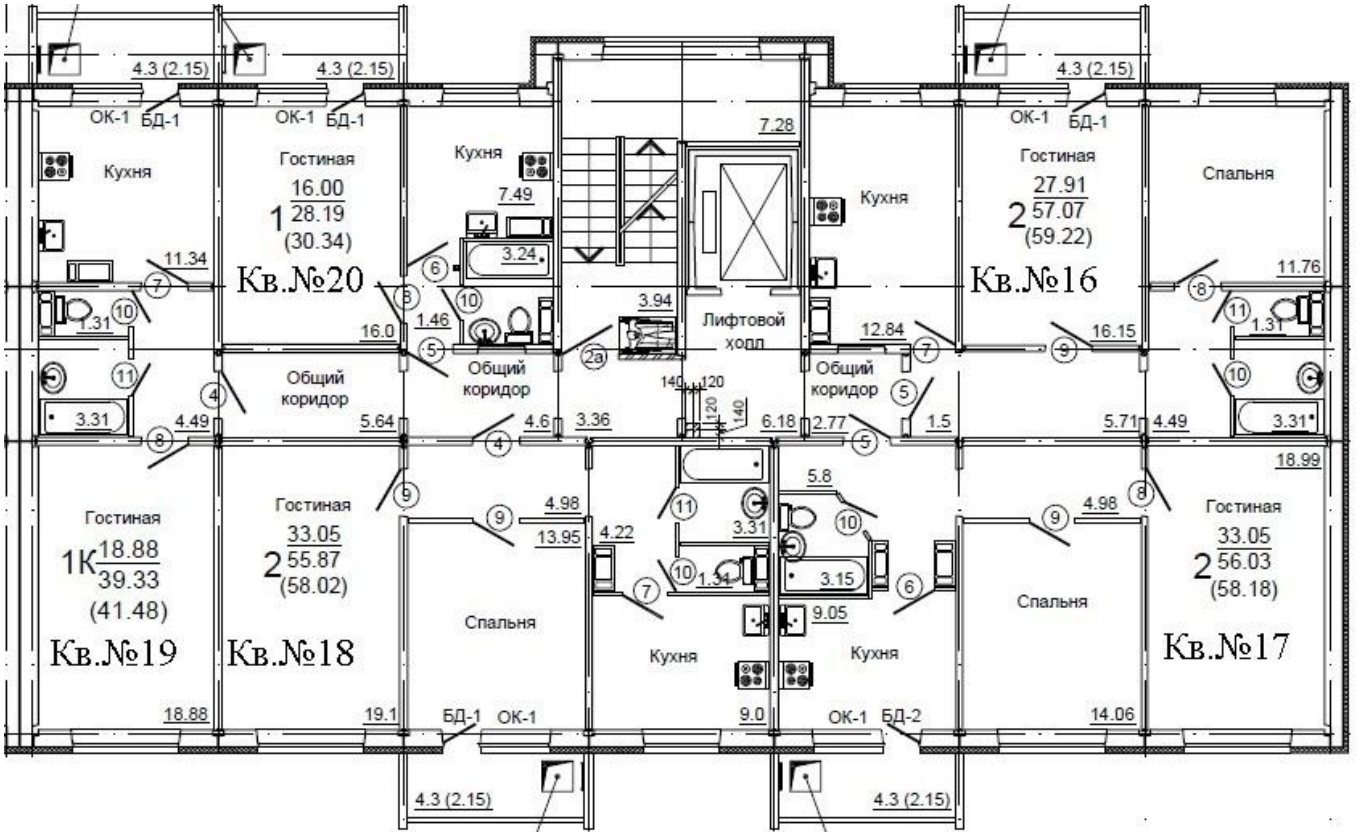 4.3 (2.15)
4.3 (2.15)
4.3 (2.15)
ОК-1 БД-1
ОК-1 БД-1
ОК-1 БД-1
7.28
Кухня
11.34
Гостиная
16.00
1 28.19
(30.34)
Кв.№20
16.0
Кухня
7.49
3.24
1.46
3.94
Лифтовой
холл
Кухня
12.84
Гостиная
27.91
2 57.07
(59.22)
Кв.№16
16.15
Спальня
11.76
7
10
1.31
11
3.31
4
4.49
8
8
6
10
5
2а
7
9
5
8
11
1.31
10
3.31
Общий
коридор
5.64
Общий
коридор
4.6
4
3.36
140
120
120
140
6.18
Общий
коридор
2.77
5
1.5
5.71
4.49
18.99
Гостиная
1К 18.88
39.33
(41.48)
Кв.№19
18.88
Гостиная
33.05
2 55.87
(58.02)
Кв.№18
19.1
9
9
4.98
13.95
Спальня
БД-1 ОК-1
4.22
11
3.31
10
1.31
7
Кухня
9.0
5.8
10
3.15
6
9.05
Кухня
ОК-1 БД-2
9
4.98
8
Спальня
14.06
Гостиная
33.05
2 56.03
(58.18)
Кв.№17
4.3 (2.15)
4.3 (2.15)